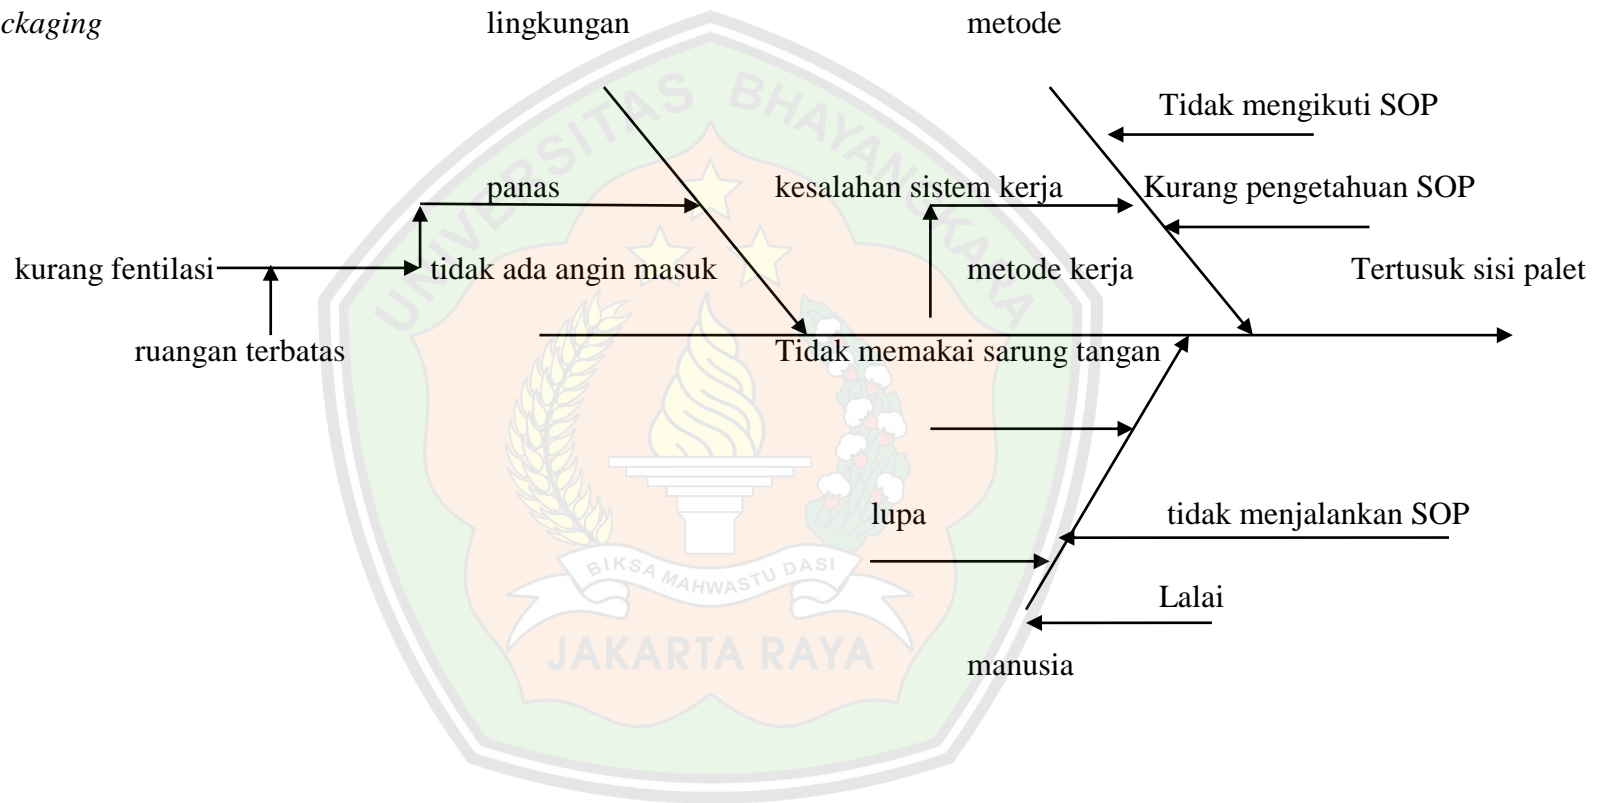 ckaging
lingkungan
metode
Tidak mengikuti SOP
panas
kesalahan sistem kerja
Kurang pengetahuan SOP
kurang fentilasi
tidak ada angin masuk
metode kerja
Tertusuk sisi palet
ruangan terbatas
Tidak memakai sarung tangan
lupa
tidak menjalankan SOP
Lalai
manusia
UNIVERSITAS BHAYANGKARA
BIKSA MAHWASTU DASI
JAKARTA RAYA